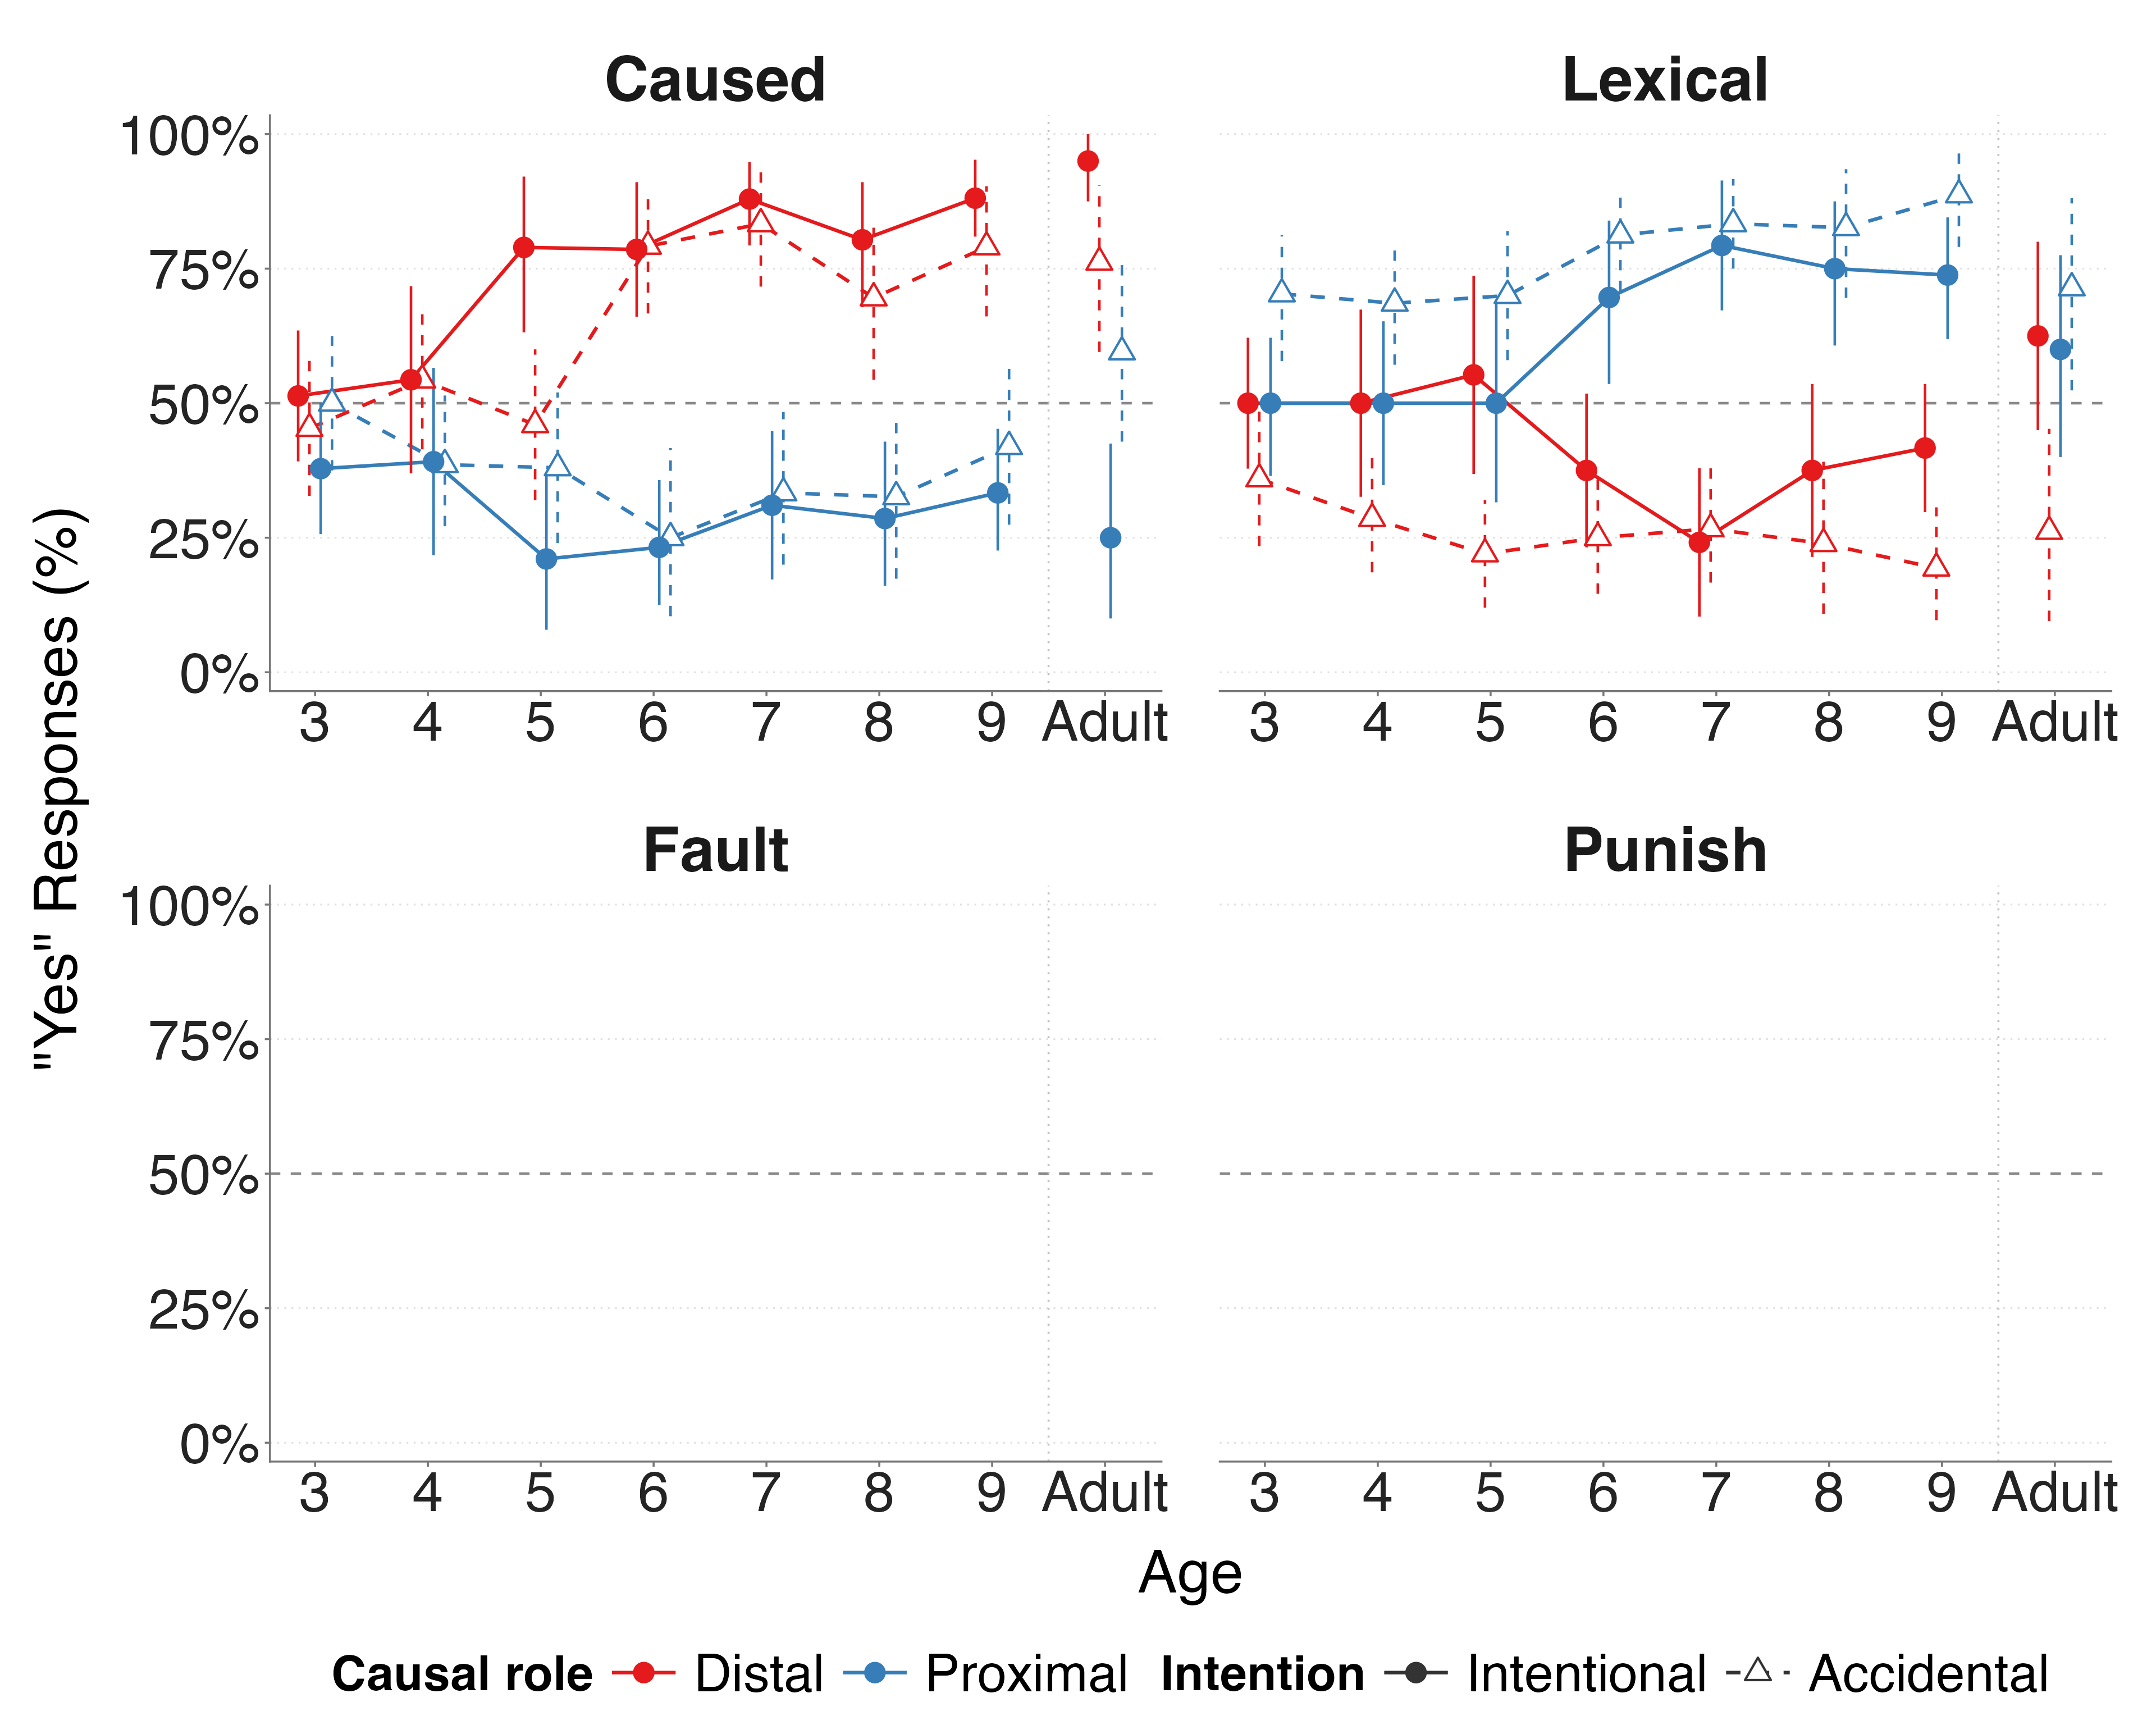 Caused Lexical
100%
75%
50%
25%
0%
3 4 5 6 7 8 9 Adult 3 4 5 6 7 8 9 Adult
"Yes" Responses (%)
Fault Punish
100%
75%
50%
25%
0%
3 4 5 6 7 8 9 Adult 3 4 5 6 7 8 9 Adult
Age
Causal role Distal Proximal Intention Intentional Accidental